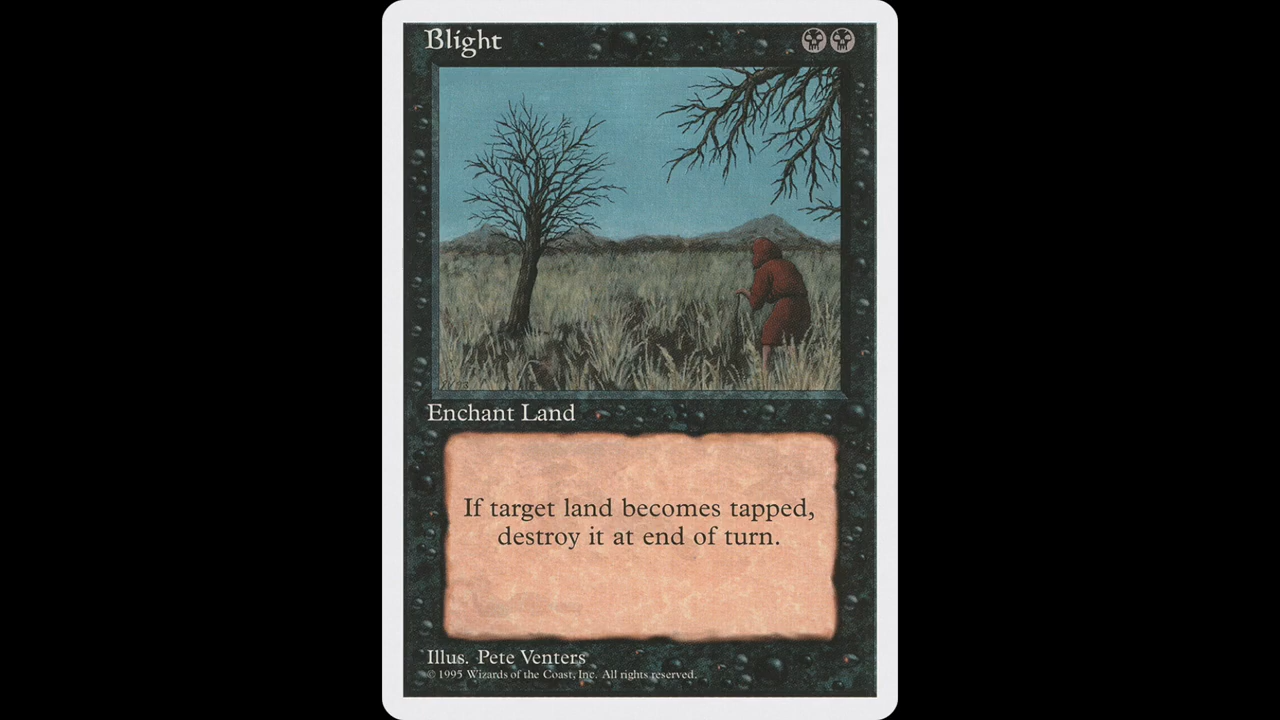 Blight
Enchant Land
If target land becomes tapped,
destroy it at end of turn.
Illus. Pete Venters
© 1995 Wizards of the Coast, Inc. All rights reserved.